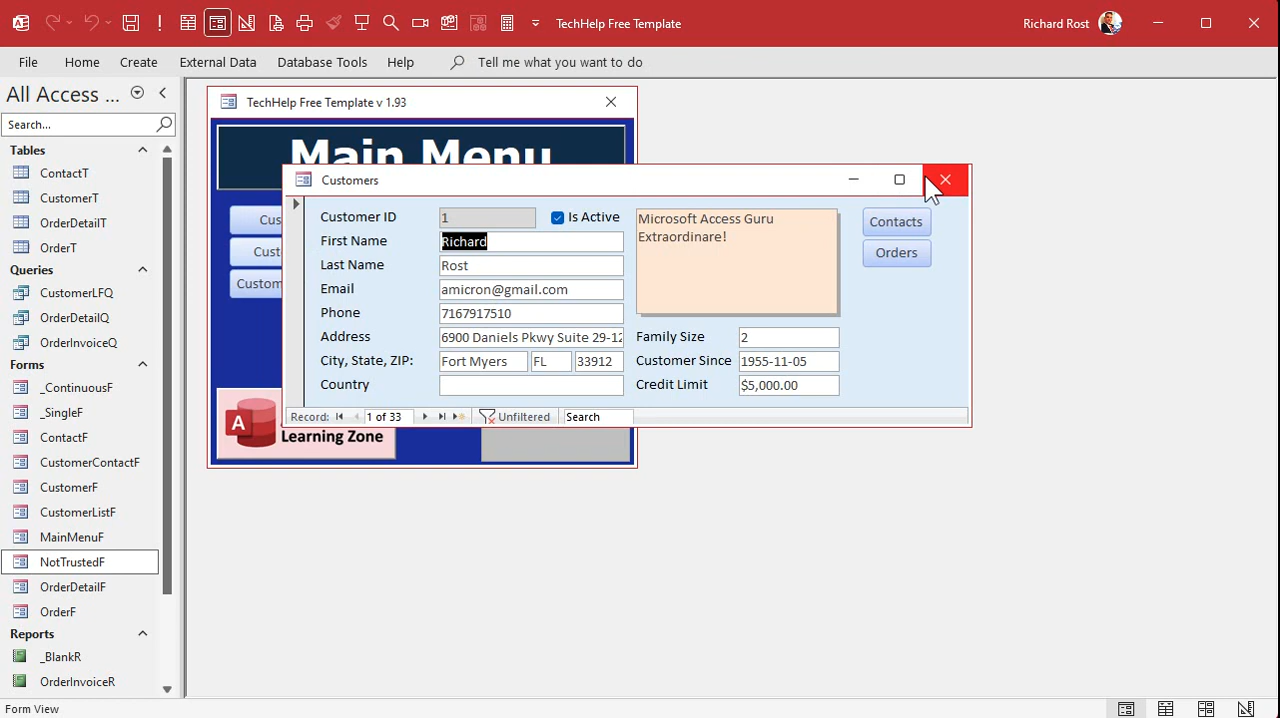 TechHelp Free Template
Richard Rost
File Home Create External Data Database Tools Help Tell me what you want to do
All Access ...
Search...
Tables
ContactT
CustomerT
OrderDetailT
OrderT
Queries
CustomerLFQ
OrderDetailQ
OrderInvoiceQ
Forms
_ContinuousF
_SingleF
ContactF
CustomerContactF
CustomerF
CustomerListF
MainMenuF
NotTrustedF
OrderDetailF
OrderF
Reports
_BlankR
OrderInvoiceR
TechHelp Free Template v 1.93
Main Menu
Cus
Cust
Custom
A
Learning Zone
Customers
Customer ID 1 Is Active
First Name Richard
Last Name Rost
Email amicron@gmail.com
Phone 7167917510
Address 6900 Daniels Pkwy Suite 29-12
City, State, ZIP: Fort Myers FL 33912
Country
Microsoft Access Guru
Extraordinare!
Family Size 2
Customer Since 1955-11-05
Credit Limit $5,000.00
Contacts
Orders
Record: 1 of 33 Unfiltered Search
Form View